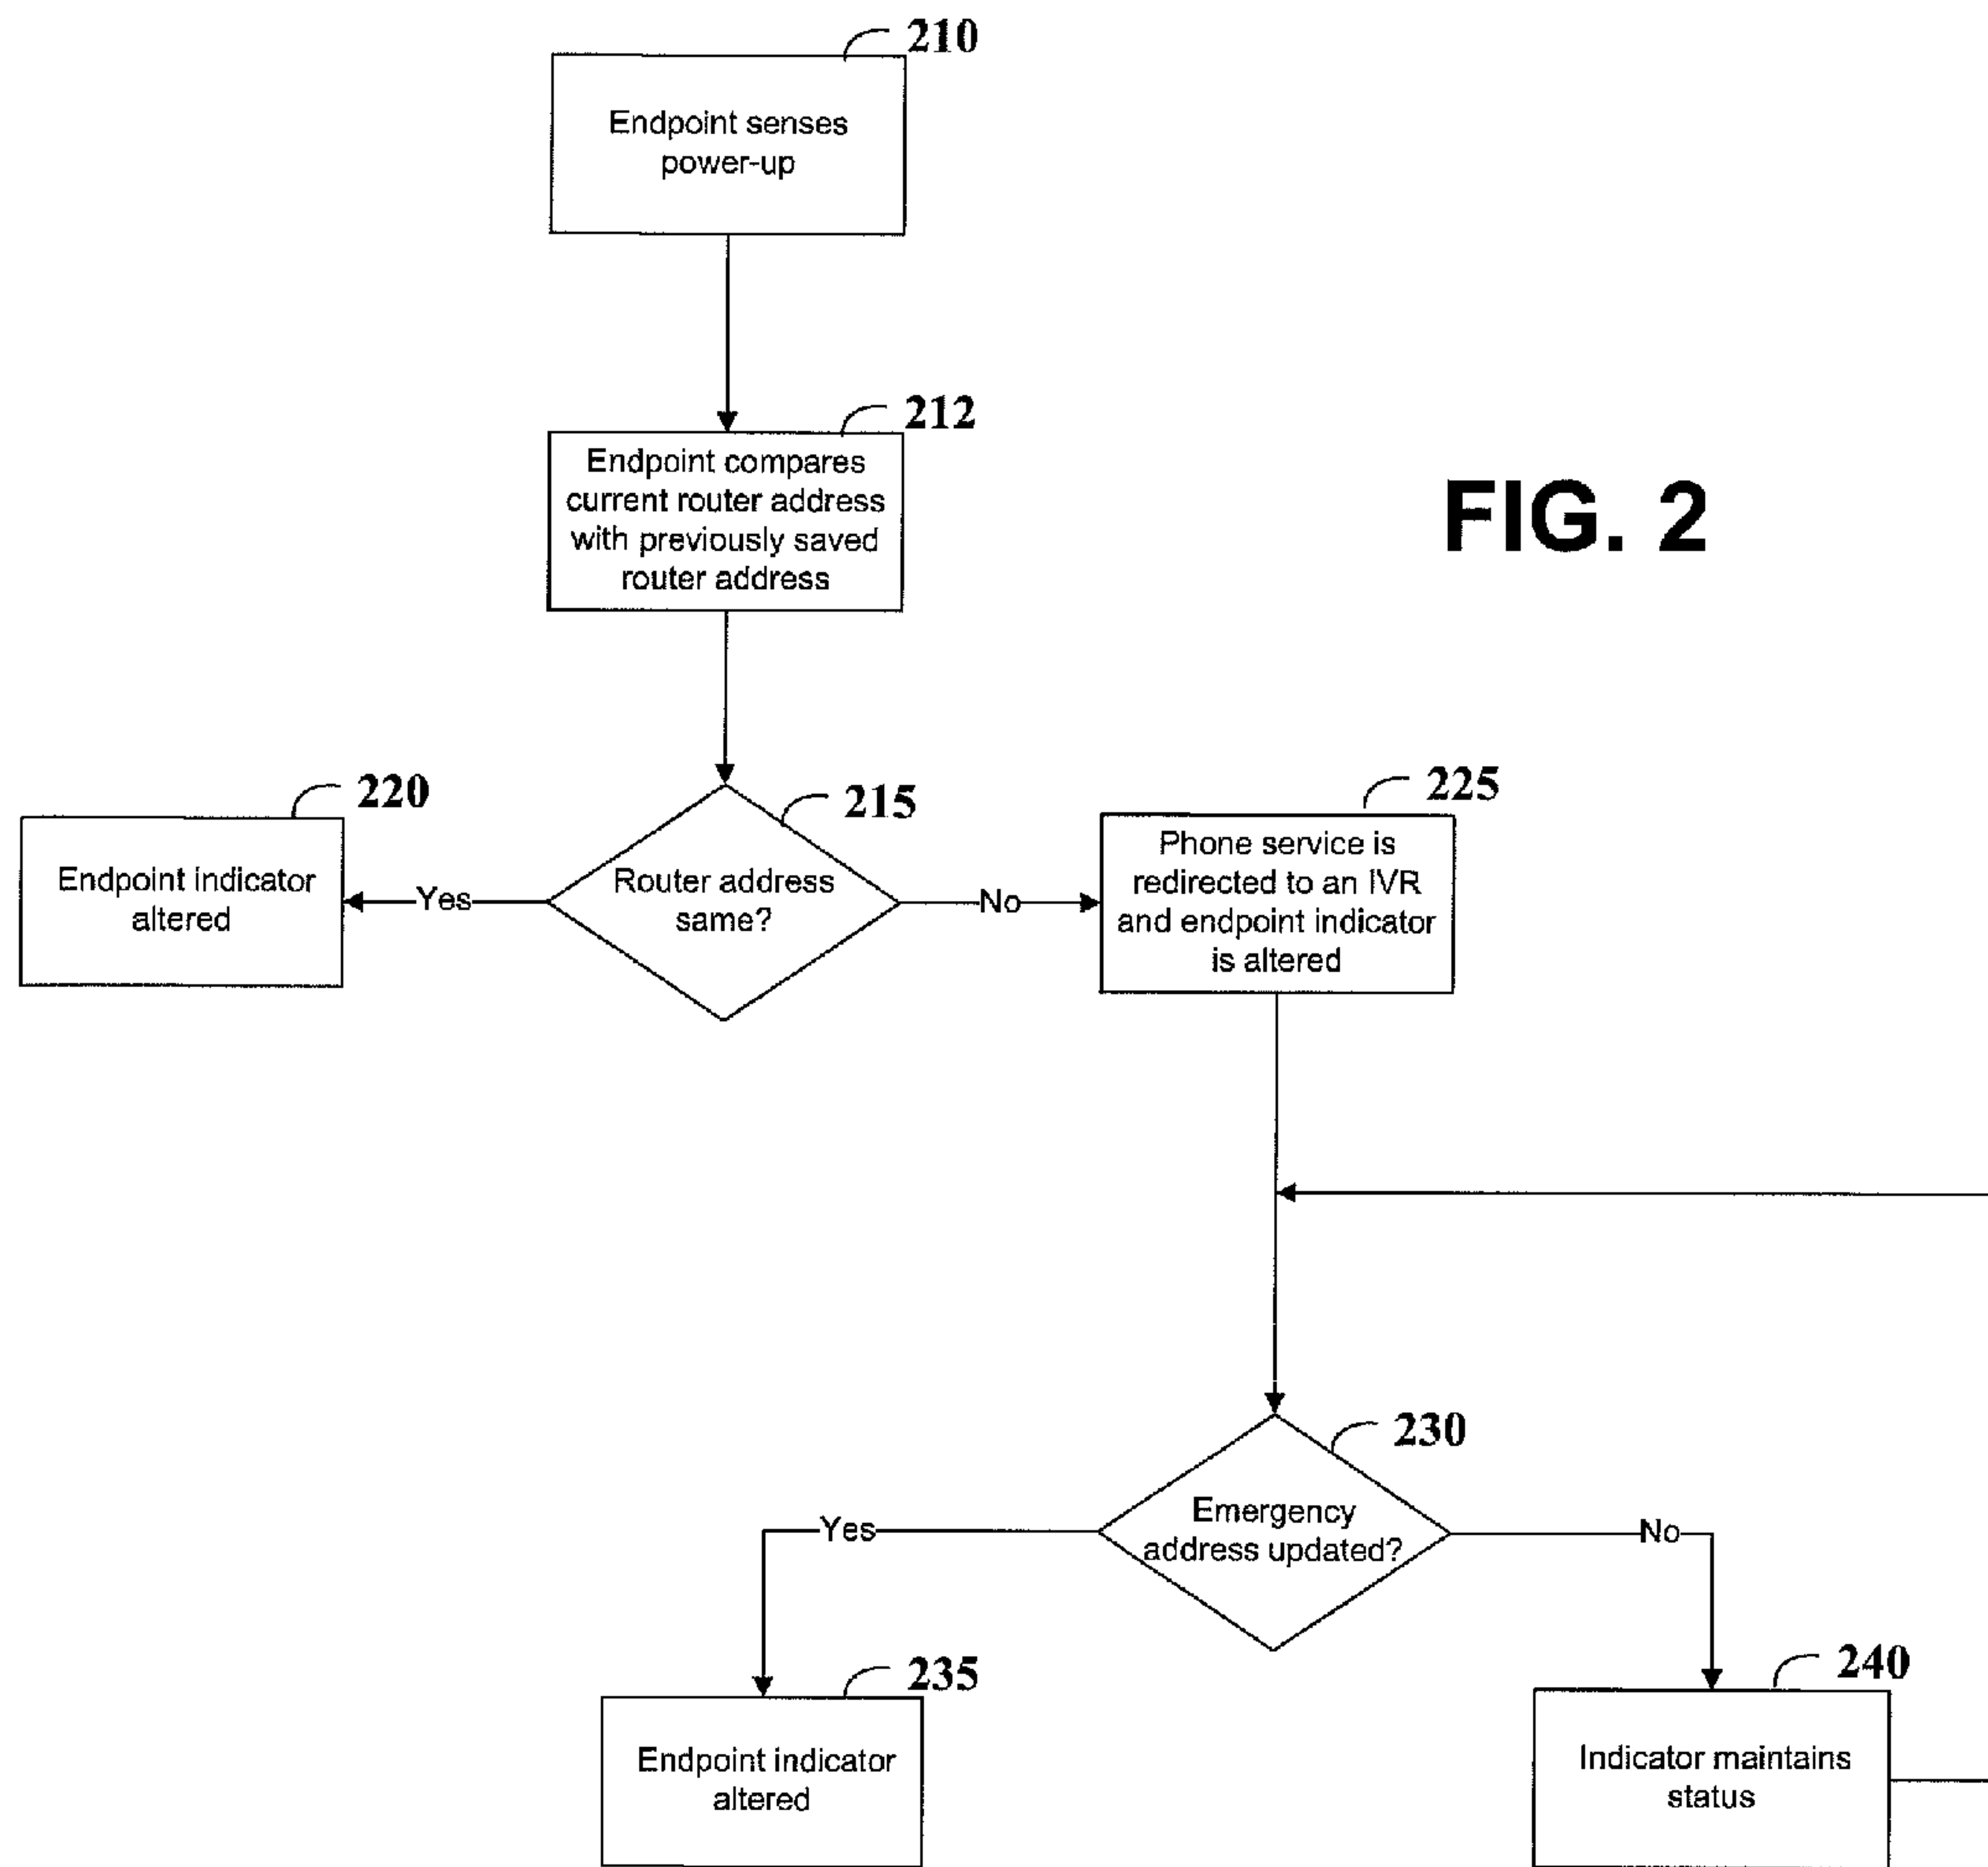 210
Endpoint senses
power-up
212
Endpoint compares
current router address
with previously saved
router address
FIG. 2
220
Endpoint indicator
altered
Yes
215
Router address
same?
No
225
Phone service is
redirected to an IVR
and endpoint indicator
is altered
230
Emergency
address updated?
Yes
No
235
Endpoint indicator
altered
240
Indicator maintains
status